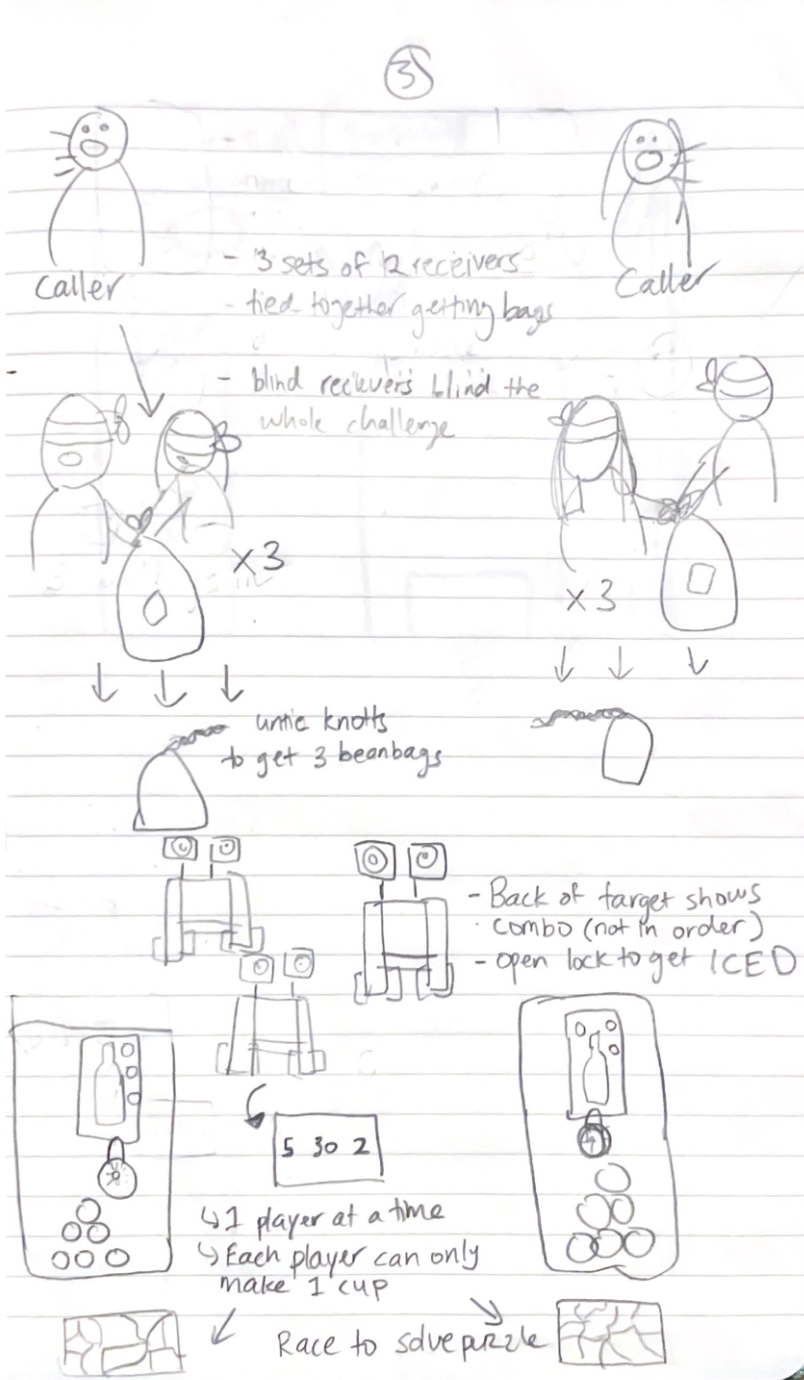 3
Caller
Caller
- 3 sets of 2 receivers
- tied together getting bags
- blind recievers blind the
whole challenge
x3
x3
untie knotts
to get 3 beanbags
- Back of target shows
combo (not in order)
- open lock to get ICED
5 30 2
↳ 1 player at a time
↳ Each player can only
make 1 cup
Race to solve puzzle